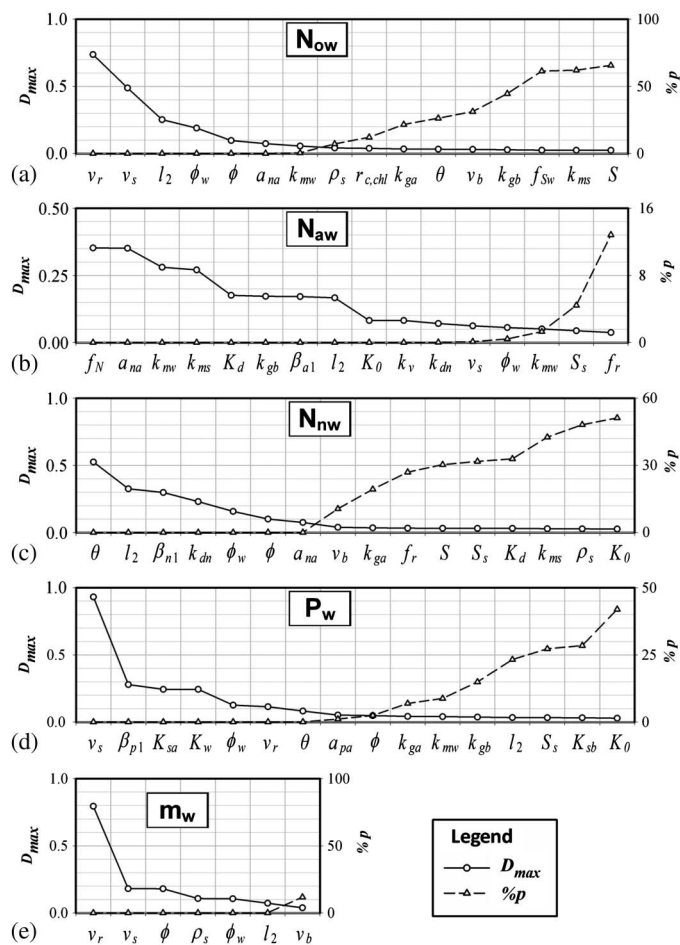 N_ow
D_max
1.0
0.5
0.0
100
50
0
%p
(a) v_r v_s l_2 ϕ_w ϕ a_na k_mw ρ_s r_c,chl k_ga θ v_b k_gb f_Sw k_ms S
N_aw
D_max
0.50
0.25
0.00
16
8
0
%p
(b) f_N a_na k_nw k_ms K_d k_gb β_a1 l_2 K_0 k_v k_dn v_s ϕ_w k_mw S_s f_r
N_nw
D_max
1.0
0.5
0.0
60
30
0
%p
(c) θ l_2 β_n1 k_dn ϕ_w ϕ a_na v_b k_ga f_r S S_s K_d k_ms ρ_s K_0
P_w
D_max
1.0
0.5
0.0
50
25
0
%p
(d) v_s β_p1 K_sa K_w ϕ_w v_r θ a_pa ϕ k_ga k_mw k_gb l_2 S_s K_sb K_0
m_w
D_max
1.0
0.5
0.0
100
50
0
%p
(e) v_r v_s ϕ ρ_s ϕ_w l_2 v_b
Legend
D_max
%p